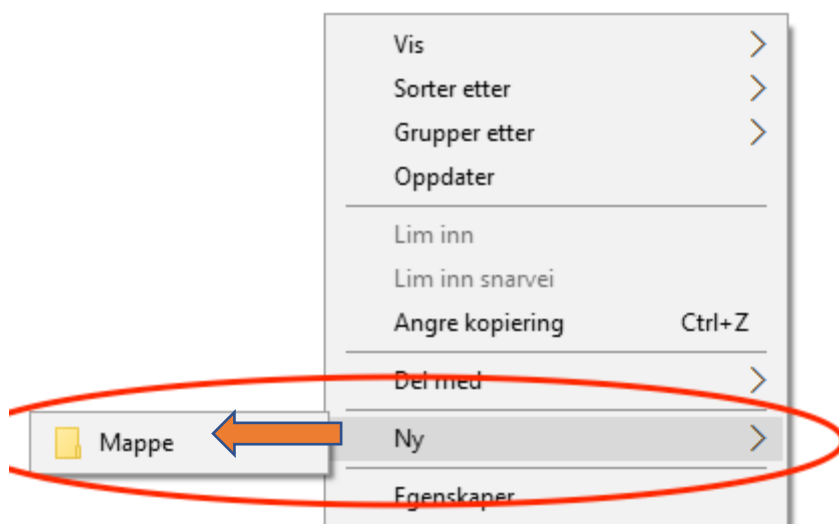 Vis
Sorter etter
Grupper etter
Oppdater
Lim inn
Lim inn snarvei
Angre kopiering Ctrl+Z
Del med
Mappe Ny
Egenskaper